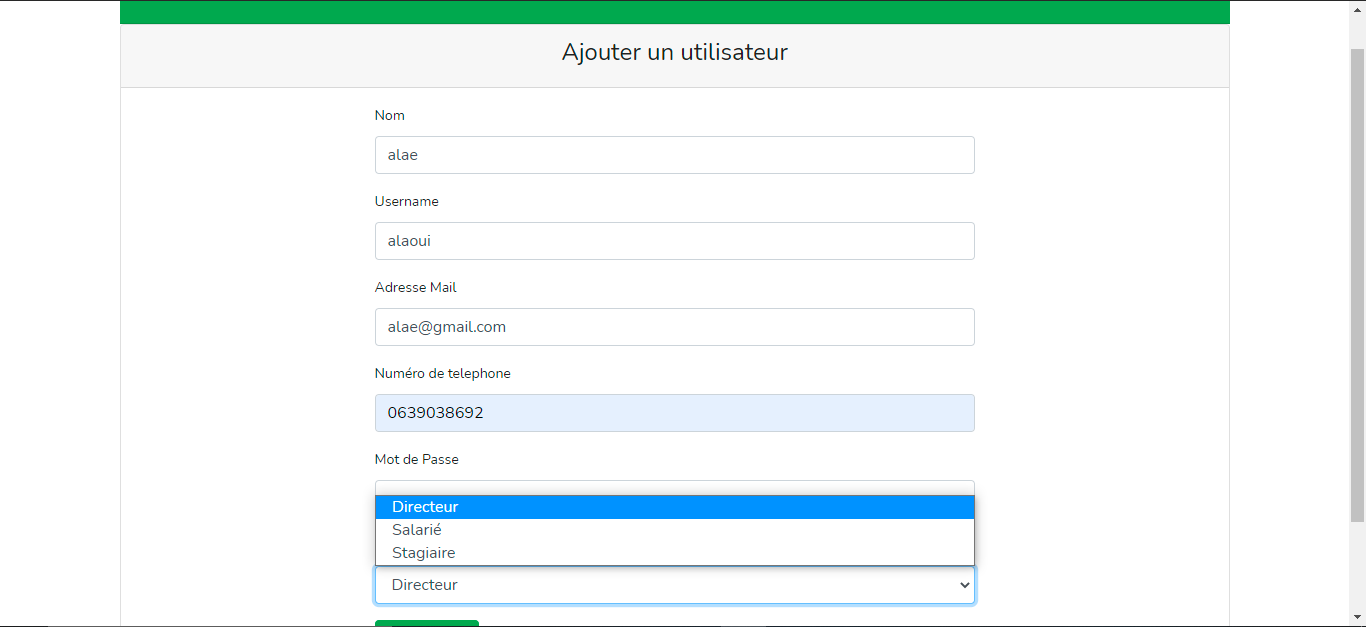 Ajouter un utilisateur
Nom
alae
Username
alaoui
Adresse Mail
alae@gmail.com
Numéro de telephone
0639038692
Mot de Passe
Directeur
Salarié
Stagiaire
Directeur